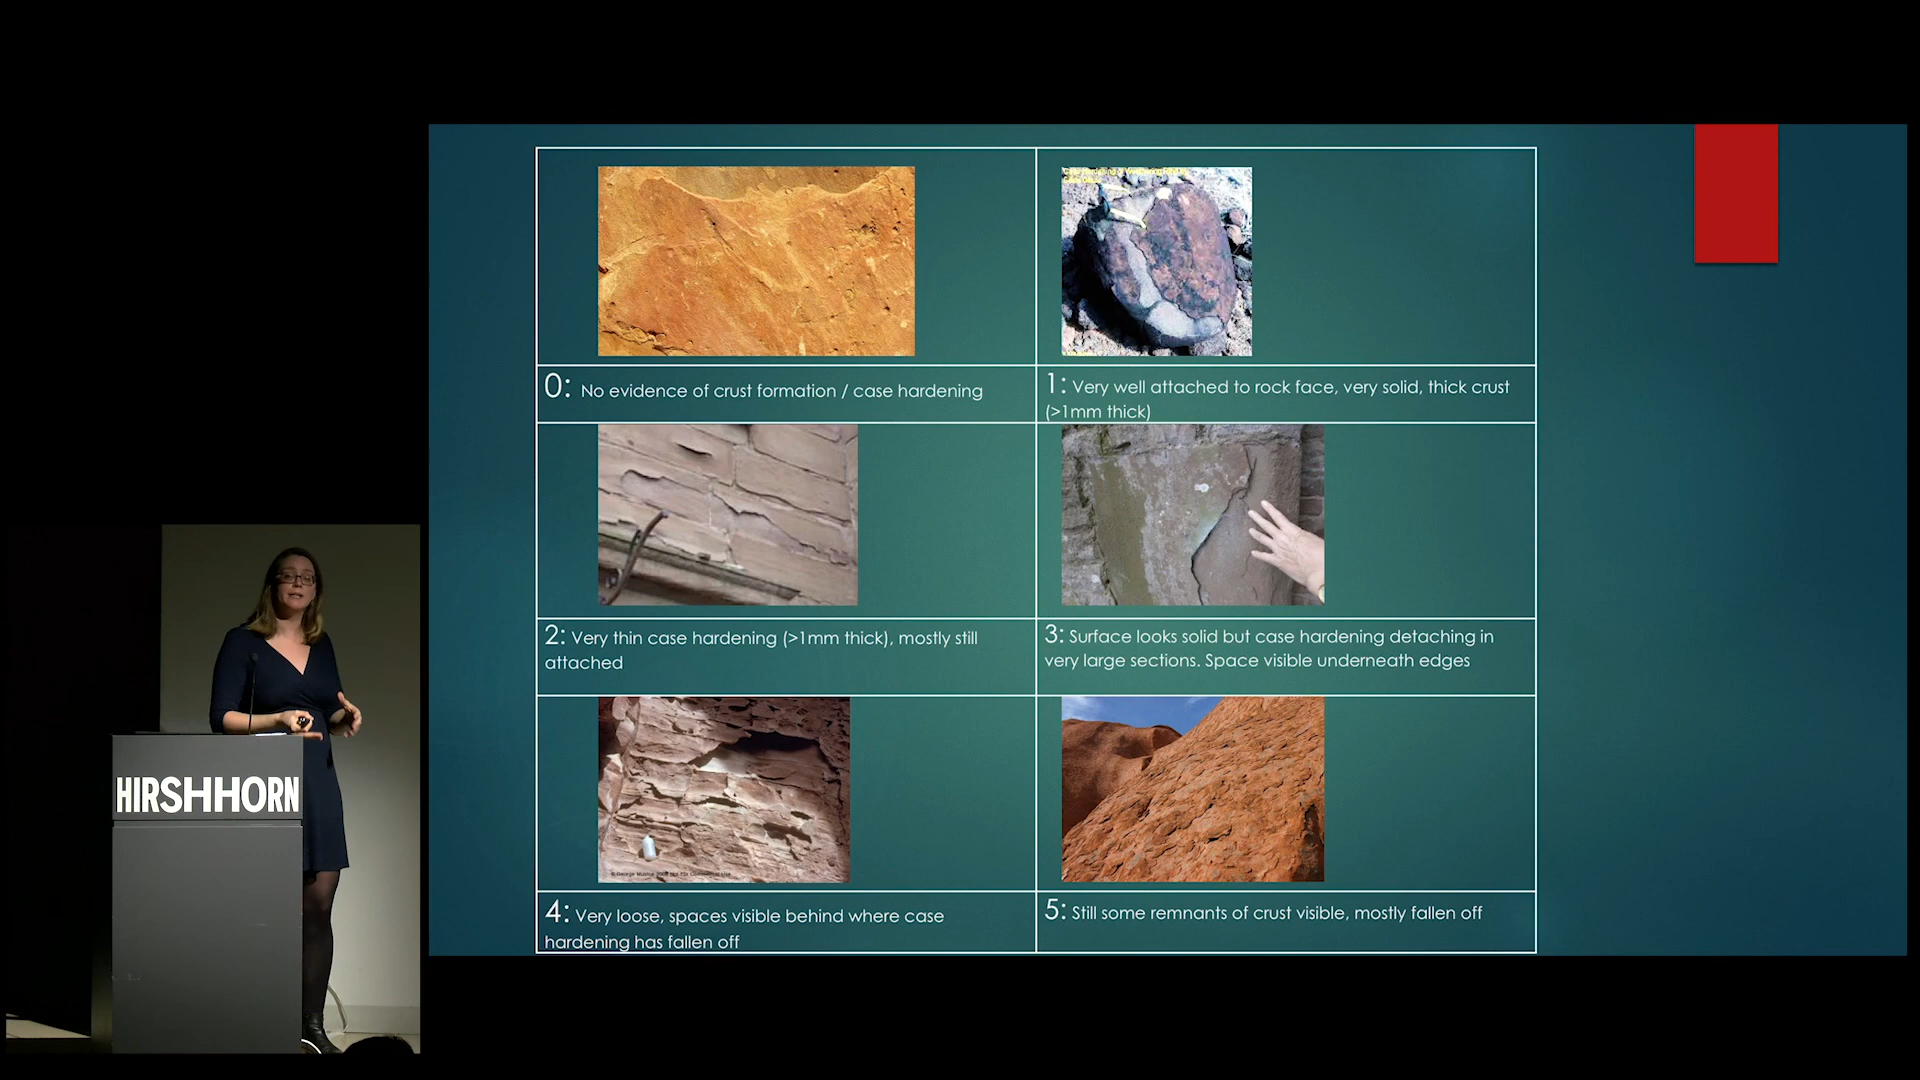 0: No evidence of crust formation / case hardening
1: Very well attached to rock face, very solid, thick crust
(>1mm thick)
2: Very thin case hardening (>1mm thick), mostly still
attached
3: Surface looks solid but case hardening detaching in
very large sections. Space visible underneath edges
4: Very loose, spaces visible behind where case
hardening has fallen off
5: Still some remnants of crust visible, mostly fallen off
HIRSHHORN